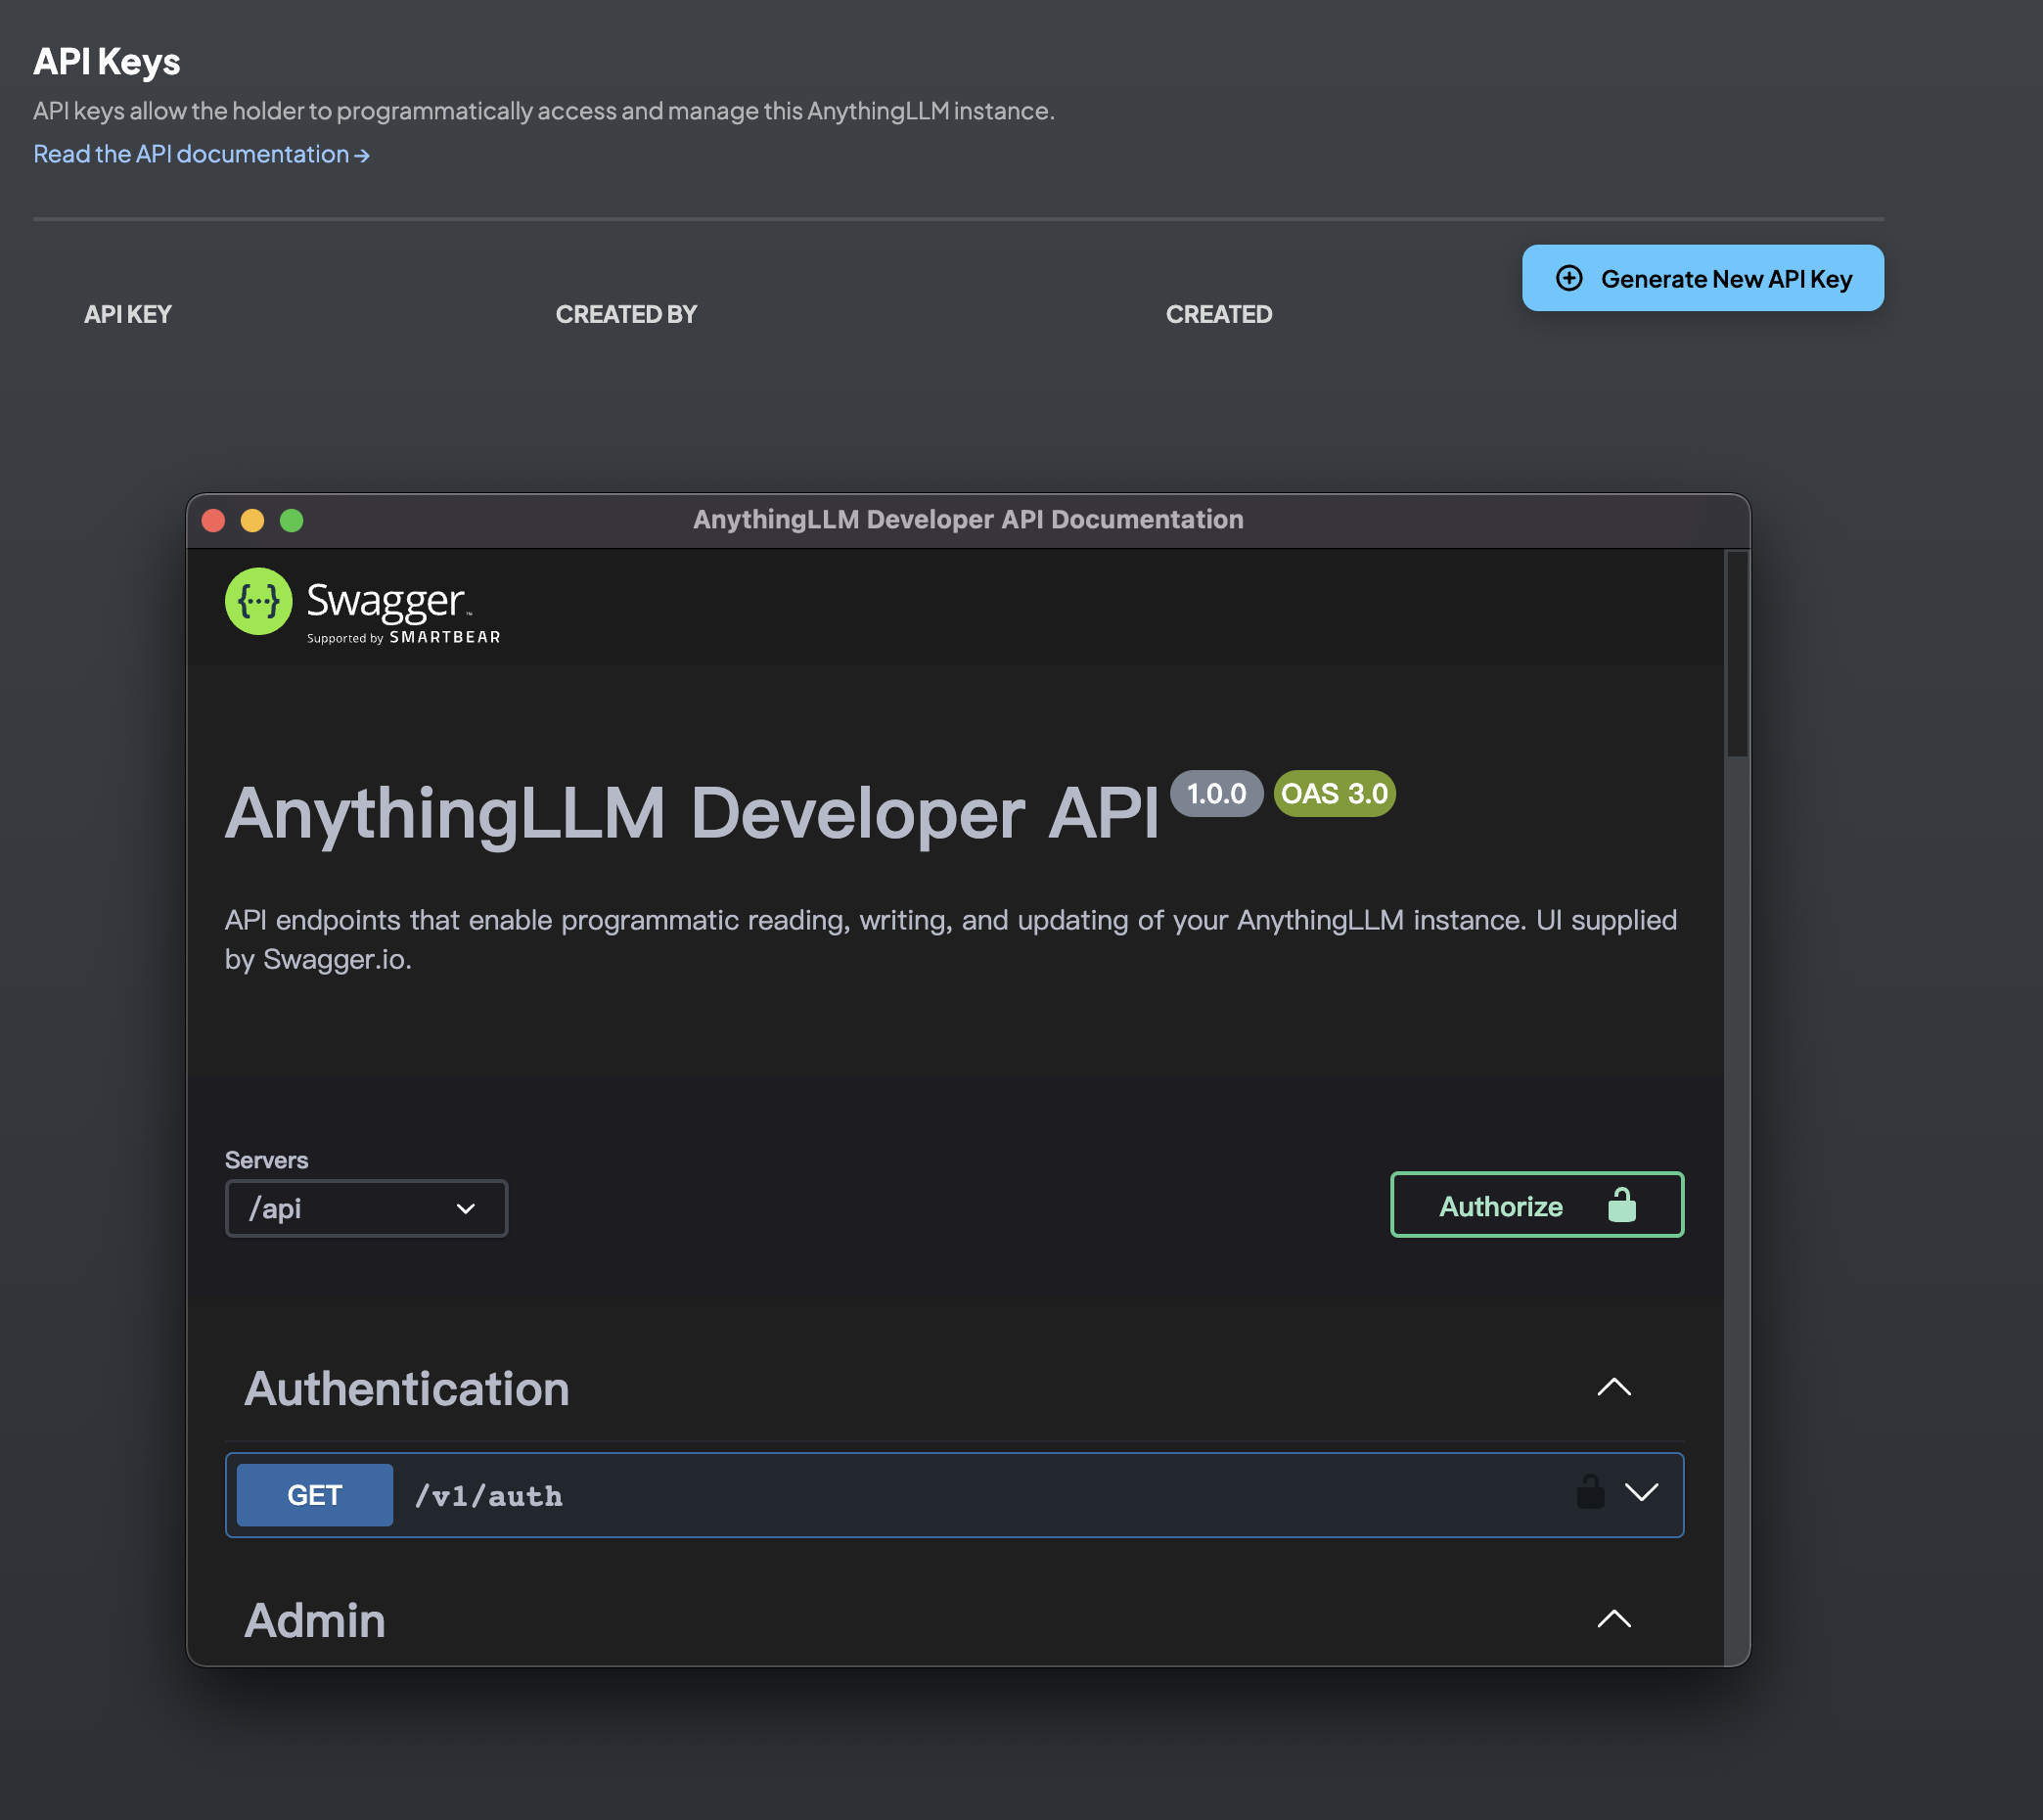 API Keys
API keys allow the holder to programmatically access and manage this AnythingLLM instance.
Read the API documentation →
Generate New API Key
API KEY CREATED BY CREATED
AnythingLLM Developer API Documentation
{···} Swagger™
Supported by SMARTBEAR
AnythingLLM Developer API 1.0.0 OAS 3.0
API endpoints that enable programmatic reading, writing, and updating of your AnythingLLM instance. UI supplied
by Swagger.io.
Servers
/api
Authorize
Authentication
GET /v1/auth
Admin